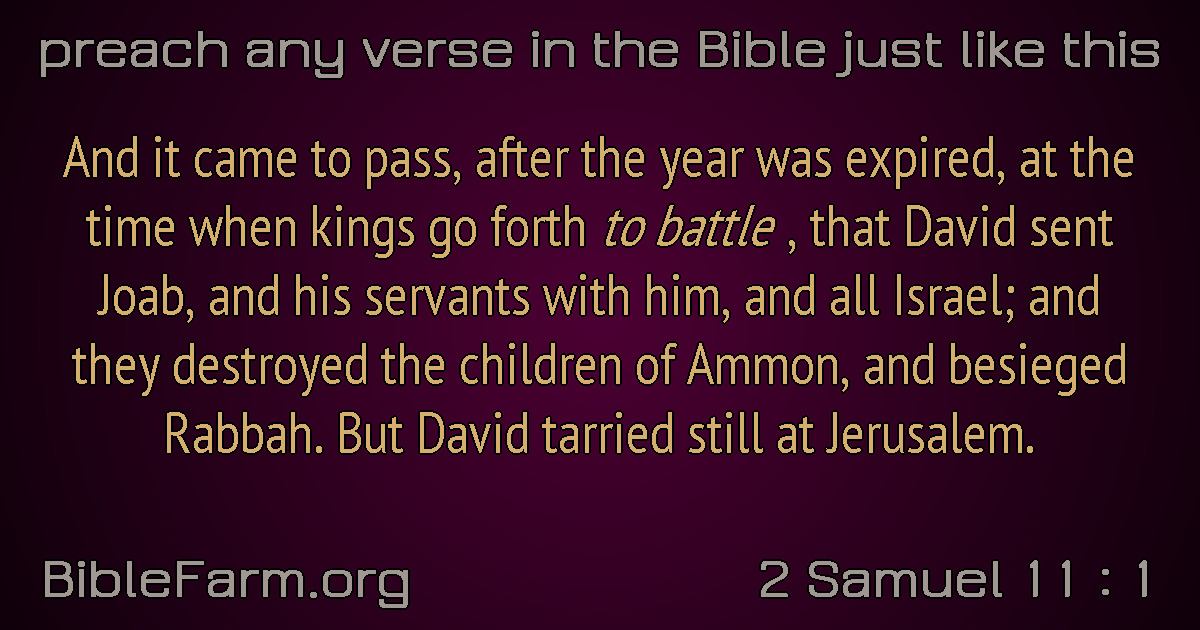 preach any verse in the Bible just like this
And it came to pass, after the year was expired, at the
time when kings go forth to battle , that David sent
Joab, and his servants with him, and all Israel; and
they destroyed the children of Ammon, and besieged
Rabbah. But David tarried still at Jerusalem.
BibleFarm.org
2 Samuel 11 : 1